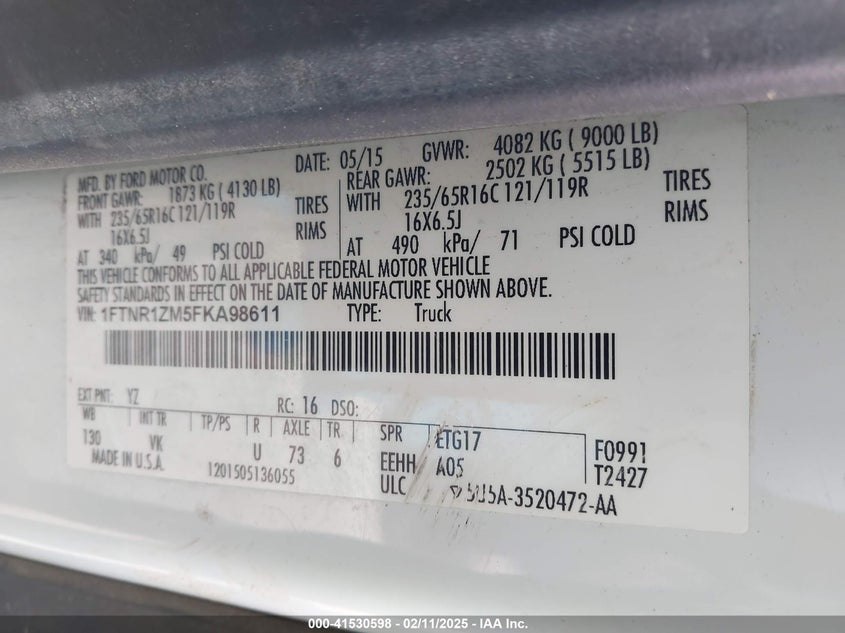 MFD. BY FORD MOTOR CO. DATE: 05/15 GVWR: 4082 KG ( 9000 LB)
FRONT GAWR: 1873 KG ( 4130 LB) REAR GAWR: 2502 KG ( 5515 LB)
WITH 235/65R16C 121/119R TIRES WITH 235/65R16C 121/119R TIRES
16X6.5J RIMS 16X6.5J RIMS
AT 340 kPa/ 49 PSI COLD AT 490 kPa/ 71 PSI COLD
THIS VEHICLE CONFORMS TO ALL APPLICABLE FEDERAL MOTOR VEHICLE
SAFETY STANDARDS IN EFFECT ON THE DATE OF MANUFACTURE SHOWN ABOVE.
VIN: 1FTNR1ZM5FKA98611 TYPE: Truck
EXT PNT: YZ RC: 16 DSO:
WB INT TR TP/PS R AXLE TR SPR ETG17 F0991
130 VK U 73 6 EEHH A05 T2427
MADE IN U.S.A. 1201505136055 ULC 5U5A-3520472-AA
000-41530598 - 02/11/2025 - IAA Inc.